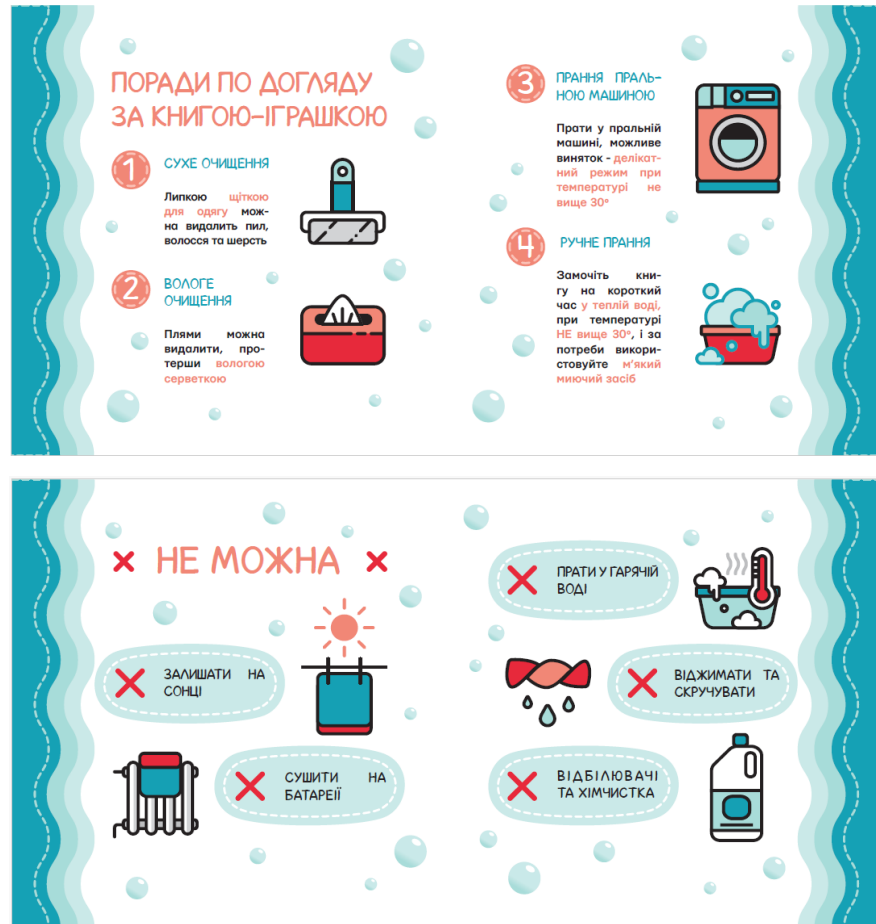 ПОРАДИ ПО ДОГЛЯДУ
ЗА КНИГОЮ-ІГРАШКОЮ
1
СУХЕ ОЧИЩЕННЯ
Липкою щіткою
для одягу мож-
на видалить пил,
волосся та шерсть
2
ВОЛОГЕ
ОЧИЩЕННЯ
Плями можна
видалити, про-
терши вологою
серветкою
3
ПРАННЯ ПРАЛЬ-
НОЮ МАШИНОЮ
Прати у пральній
машині, можливе
виняток - делікат-
ний режим при
температурі не
вище 30°
4
РУЧНЕ ПРАННЯ
Замочіть кни-
гу на короткий
час у теплій воді,
при температурі
НЕ вище 30°, і за
потреби викори-
стовуйте м'який
миючий засіб
НЕ МОЖНА
ЗАЛИШАТИ НА
СОНЦІ
СУШИТИ НА
БАТАРЕЇЇ
ПРАТИ У ГАРЯЧІЙ
ВОДІ
ВІДЖИМАТИ ТА
СКРУЧУВАТИ
ВІДБІЛЮВАЧІ
ТА ХІМЧИСТКА